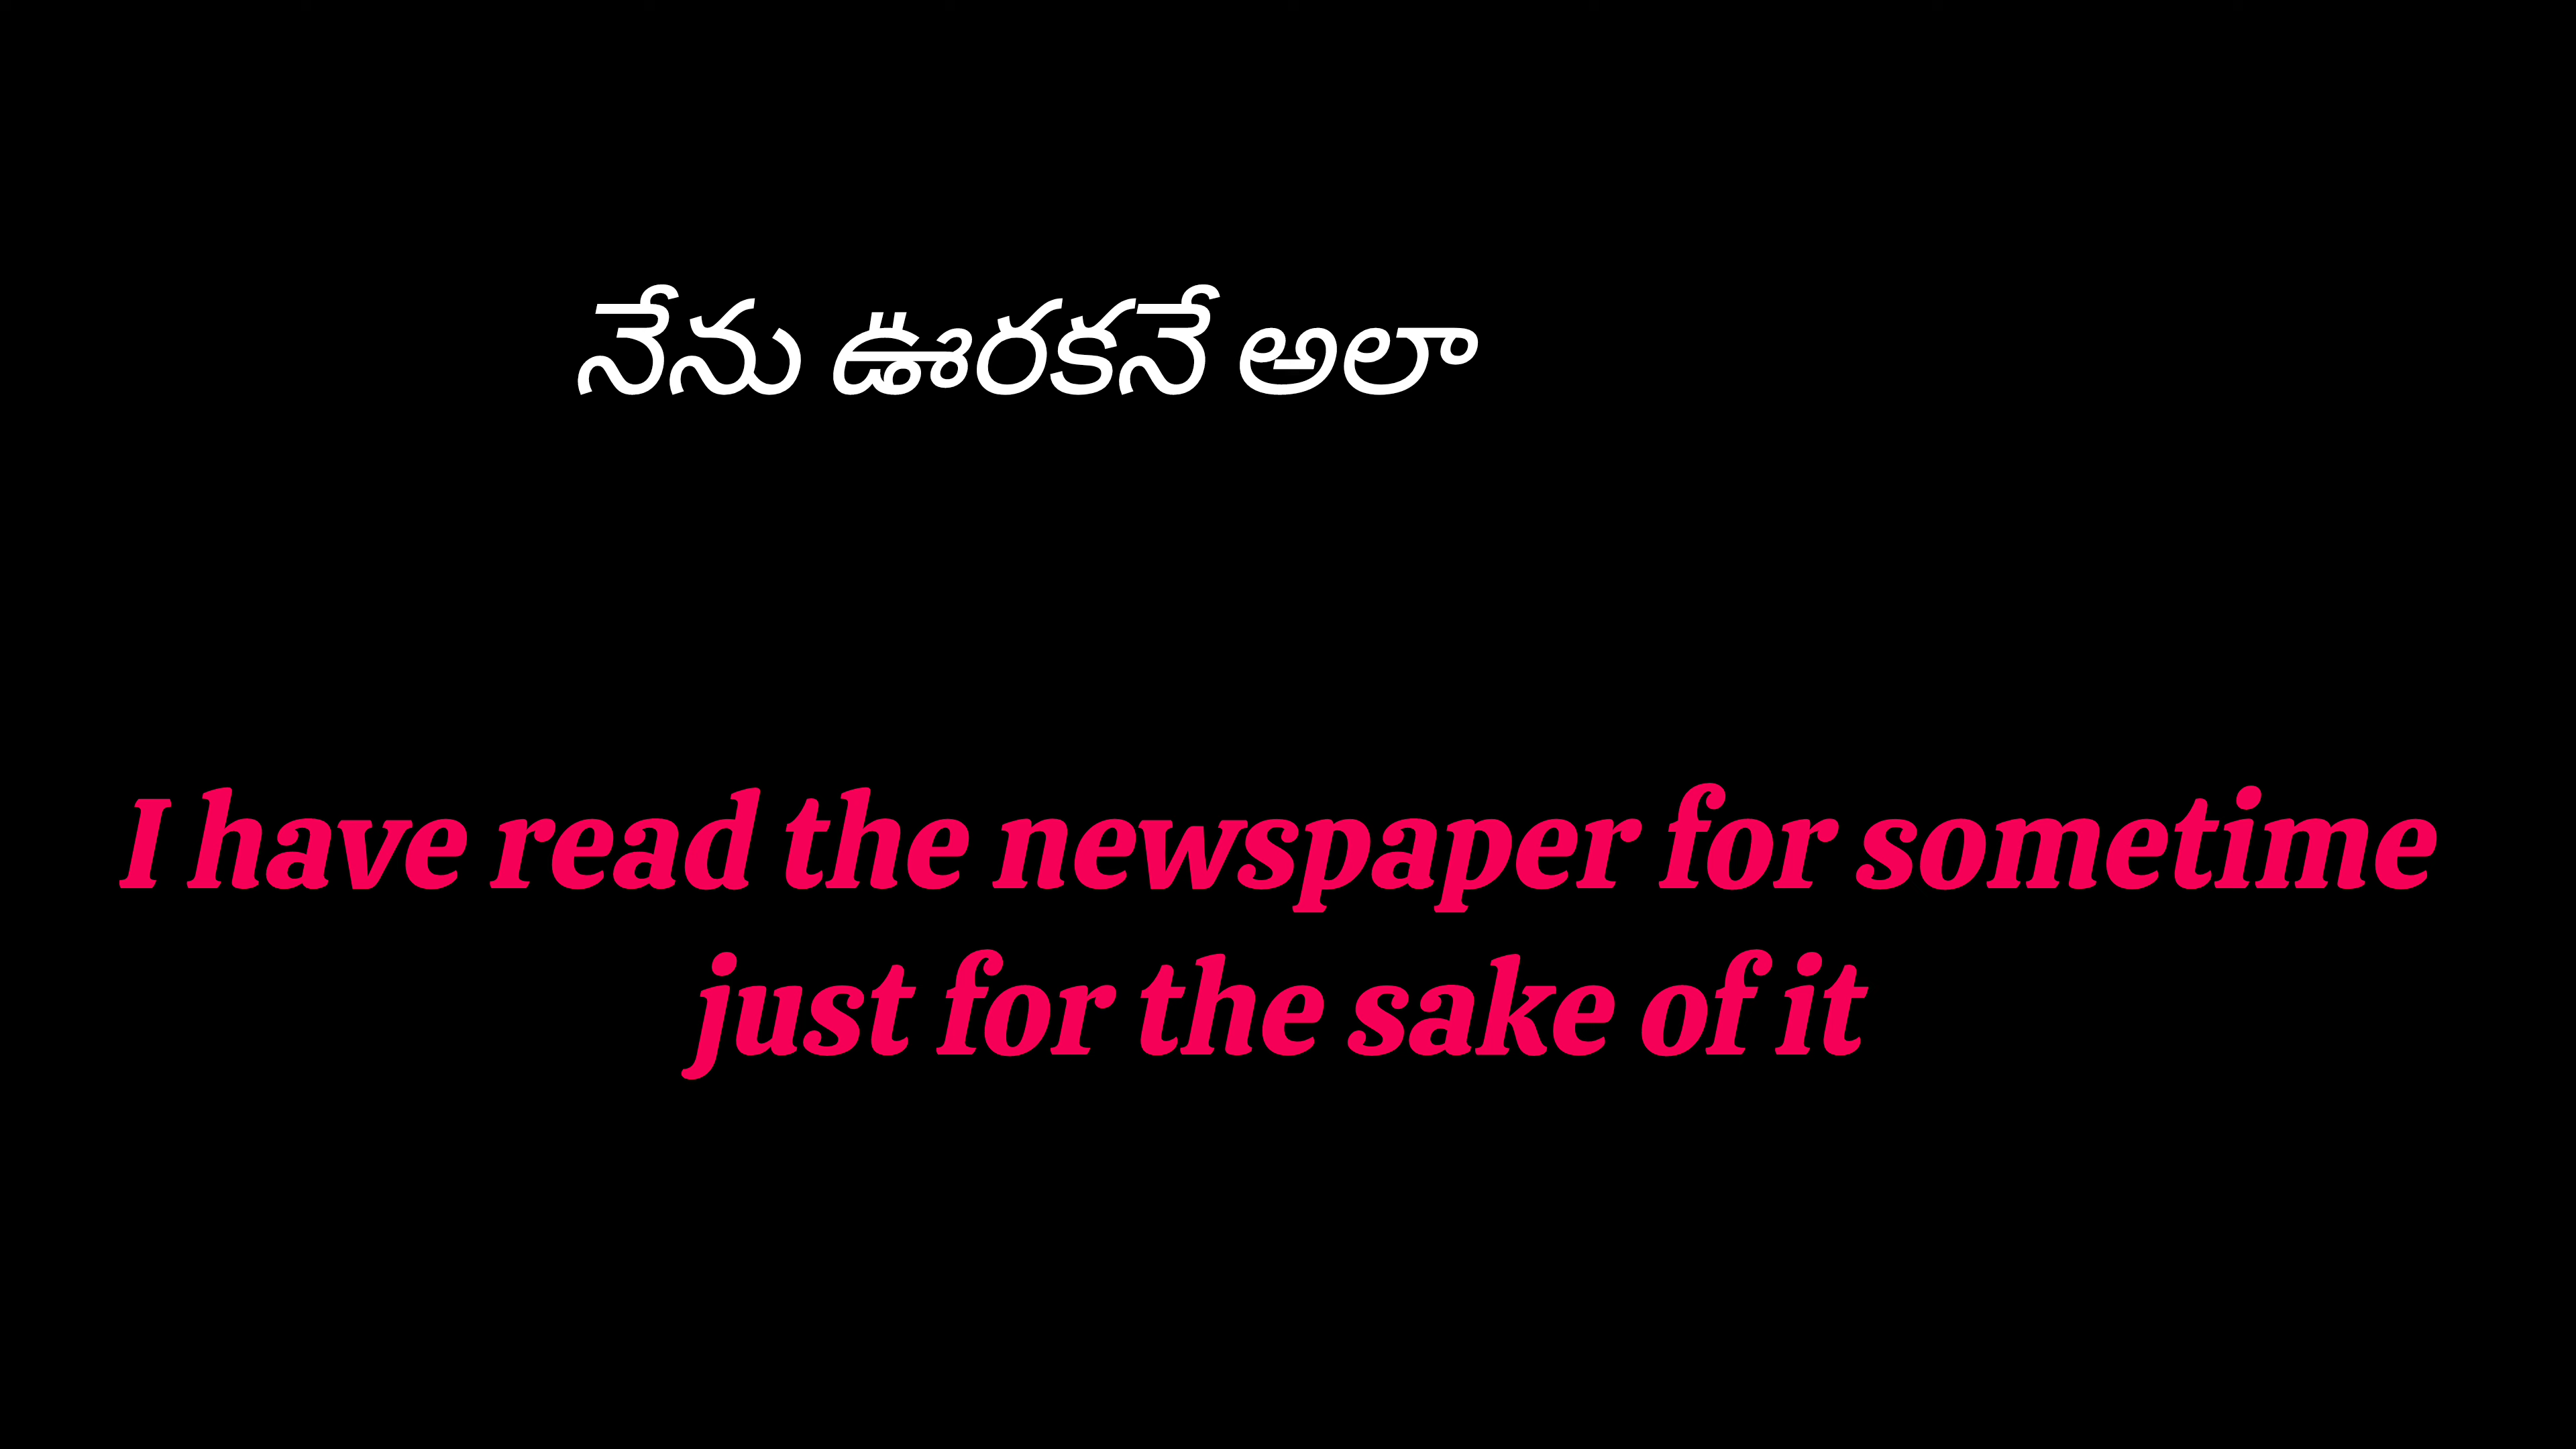 నేను ఊరకనే అలా
I have read the newspaper for sometime
just for the sake of it